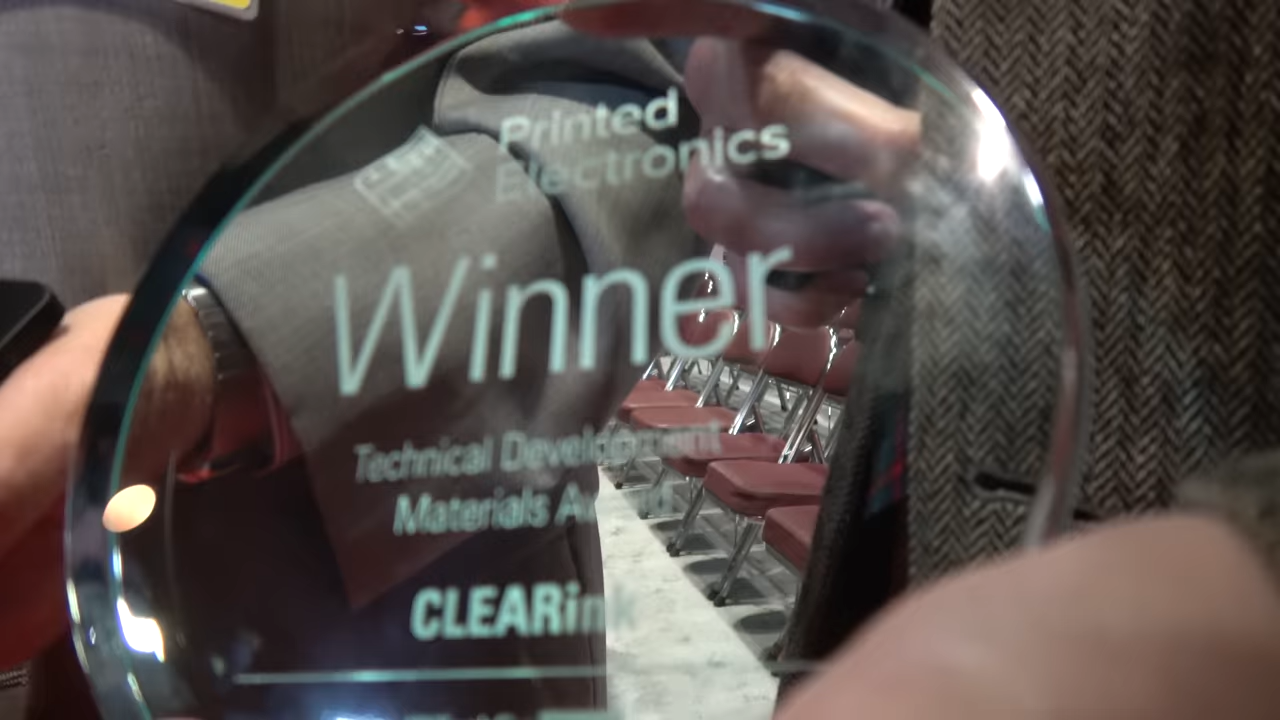 Printed
Electronics
Winner
Technical Development
Materials Award
CLEARink